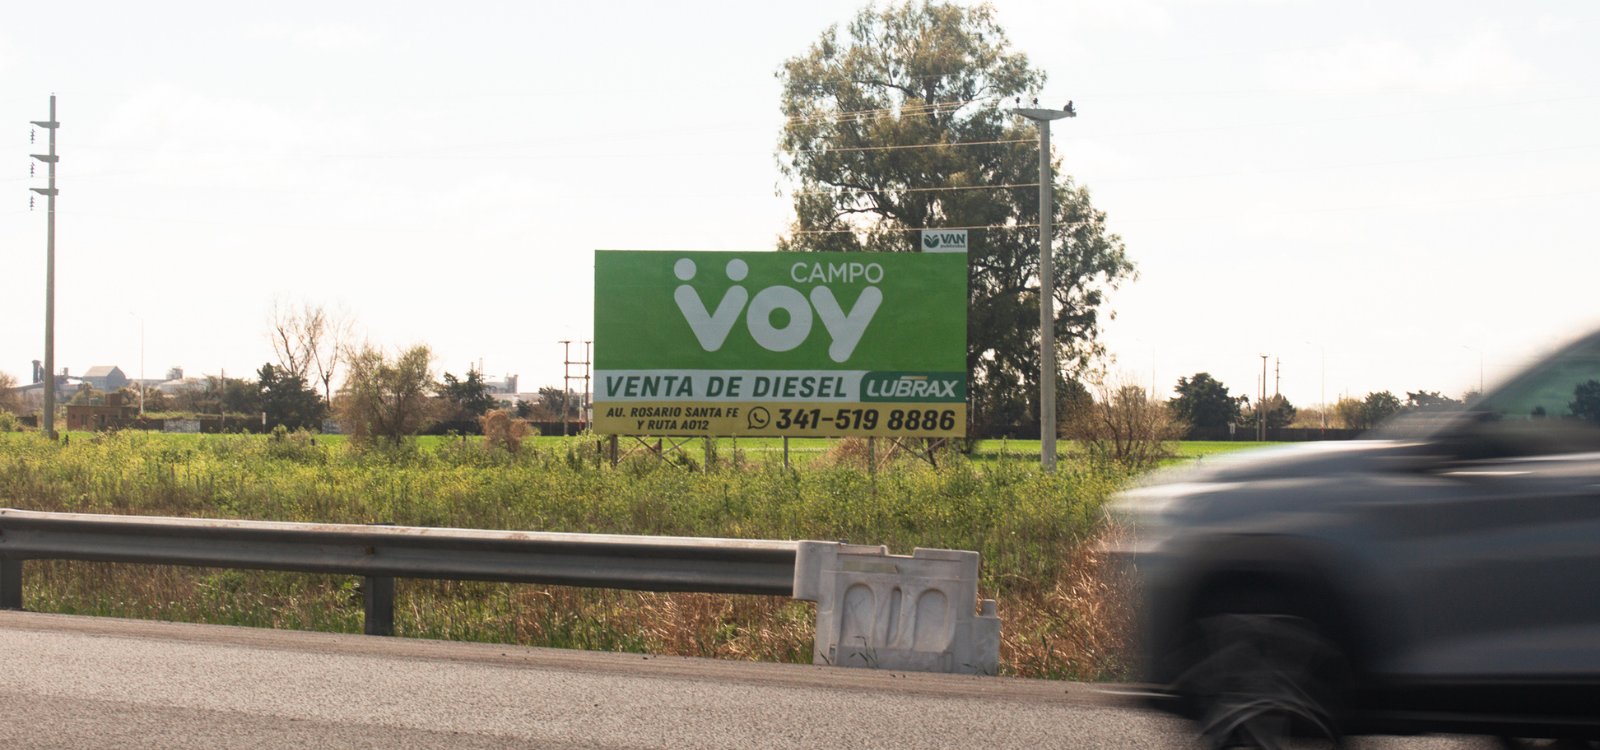 VAN
CAMPO
voy
VENTA DE DIESEL LUBRAX
AU. ROSARIO SANTA FE
Y RUTA A012
341-519 8886